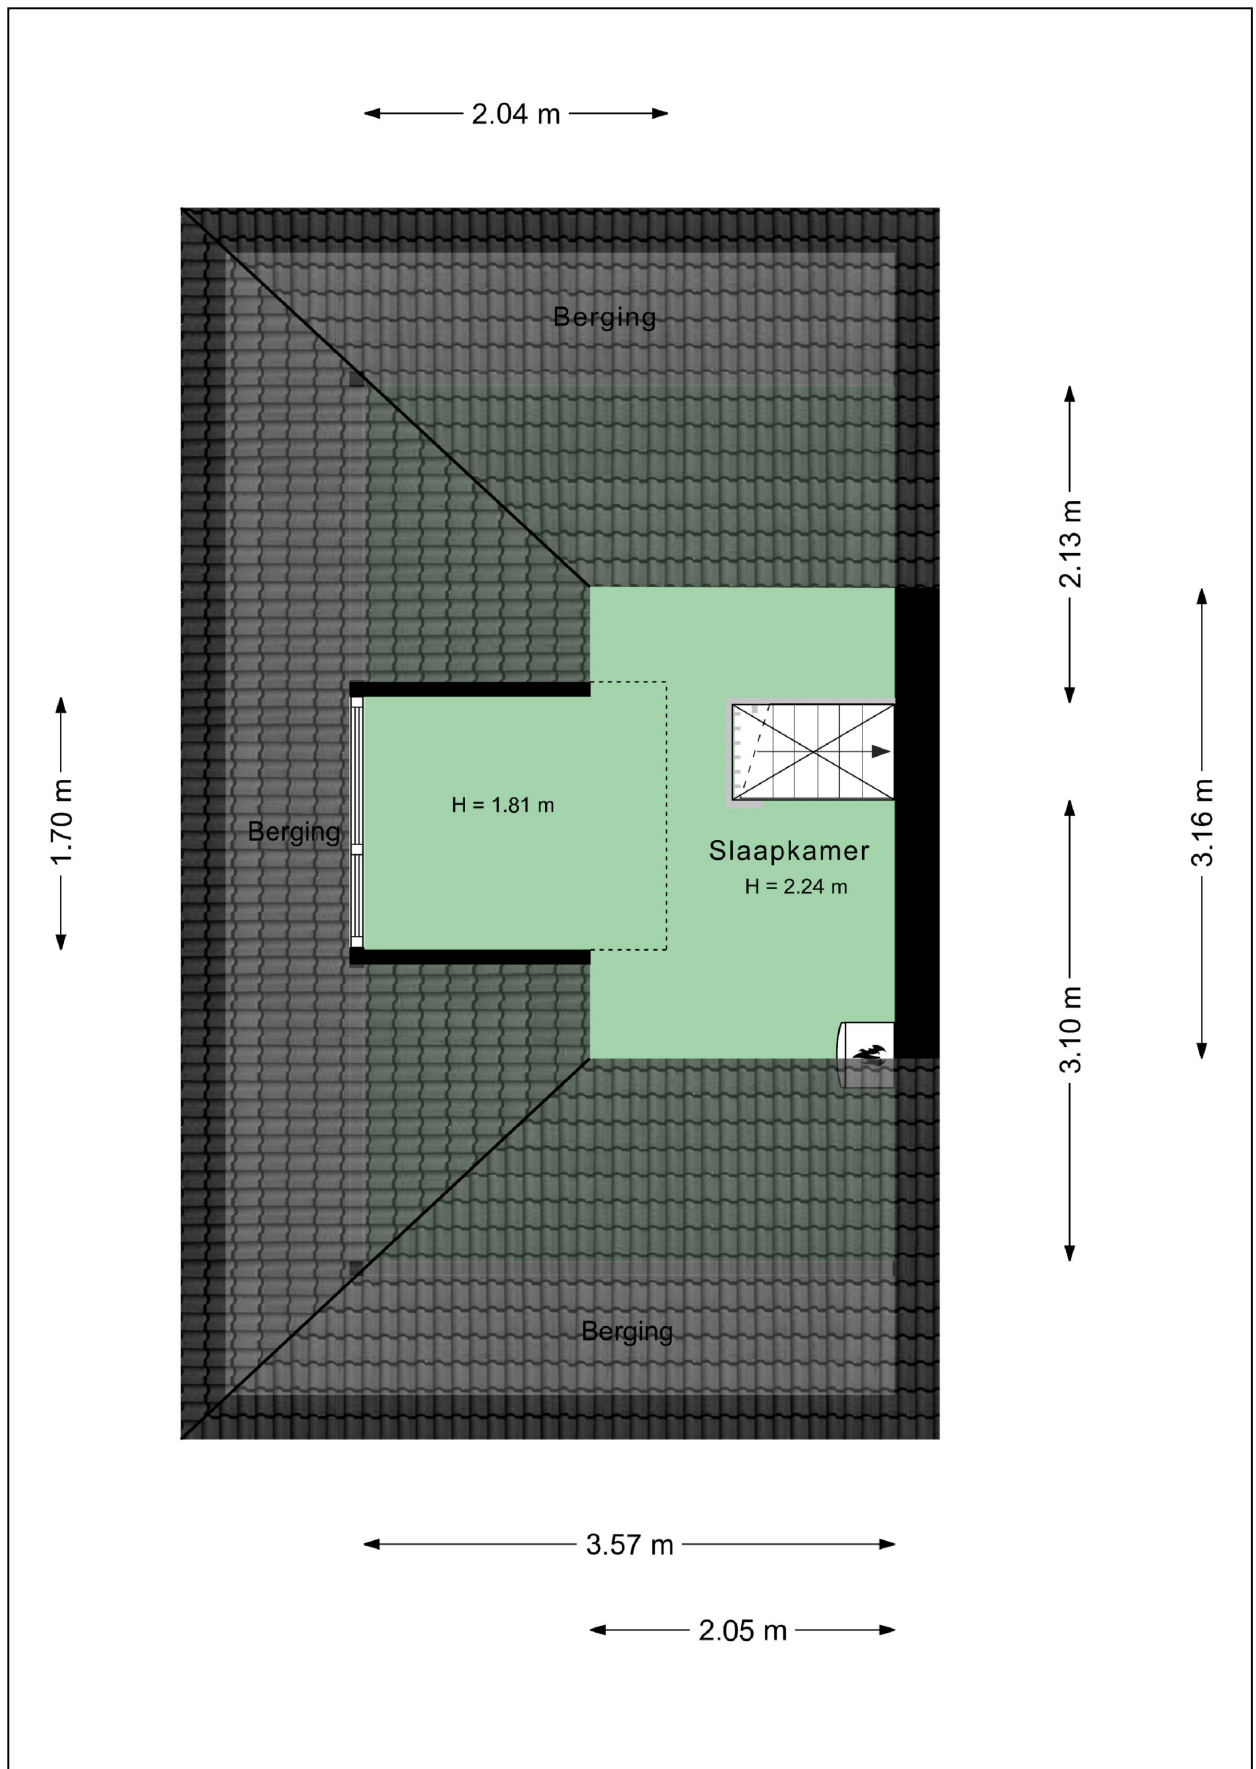 2.04 m
Berging
2.13 m
1.70 m
H = 1.81 m
Berging
Slaapkamer
H = 2.24 m
3.16 m
3.10 m
Berging
3.57 m
2.05 m